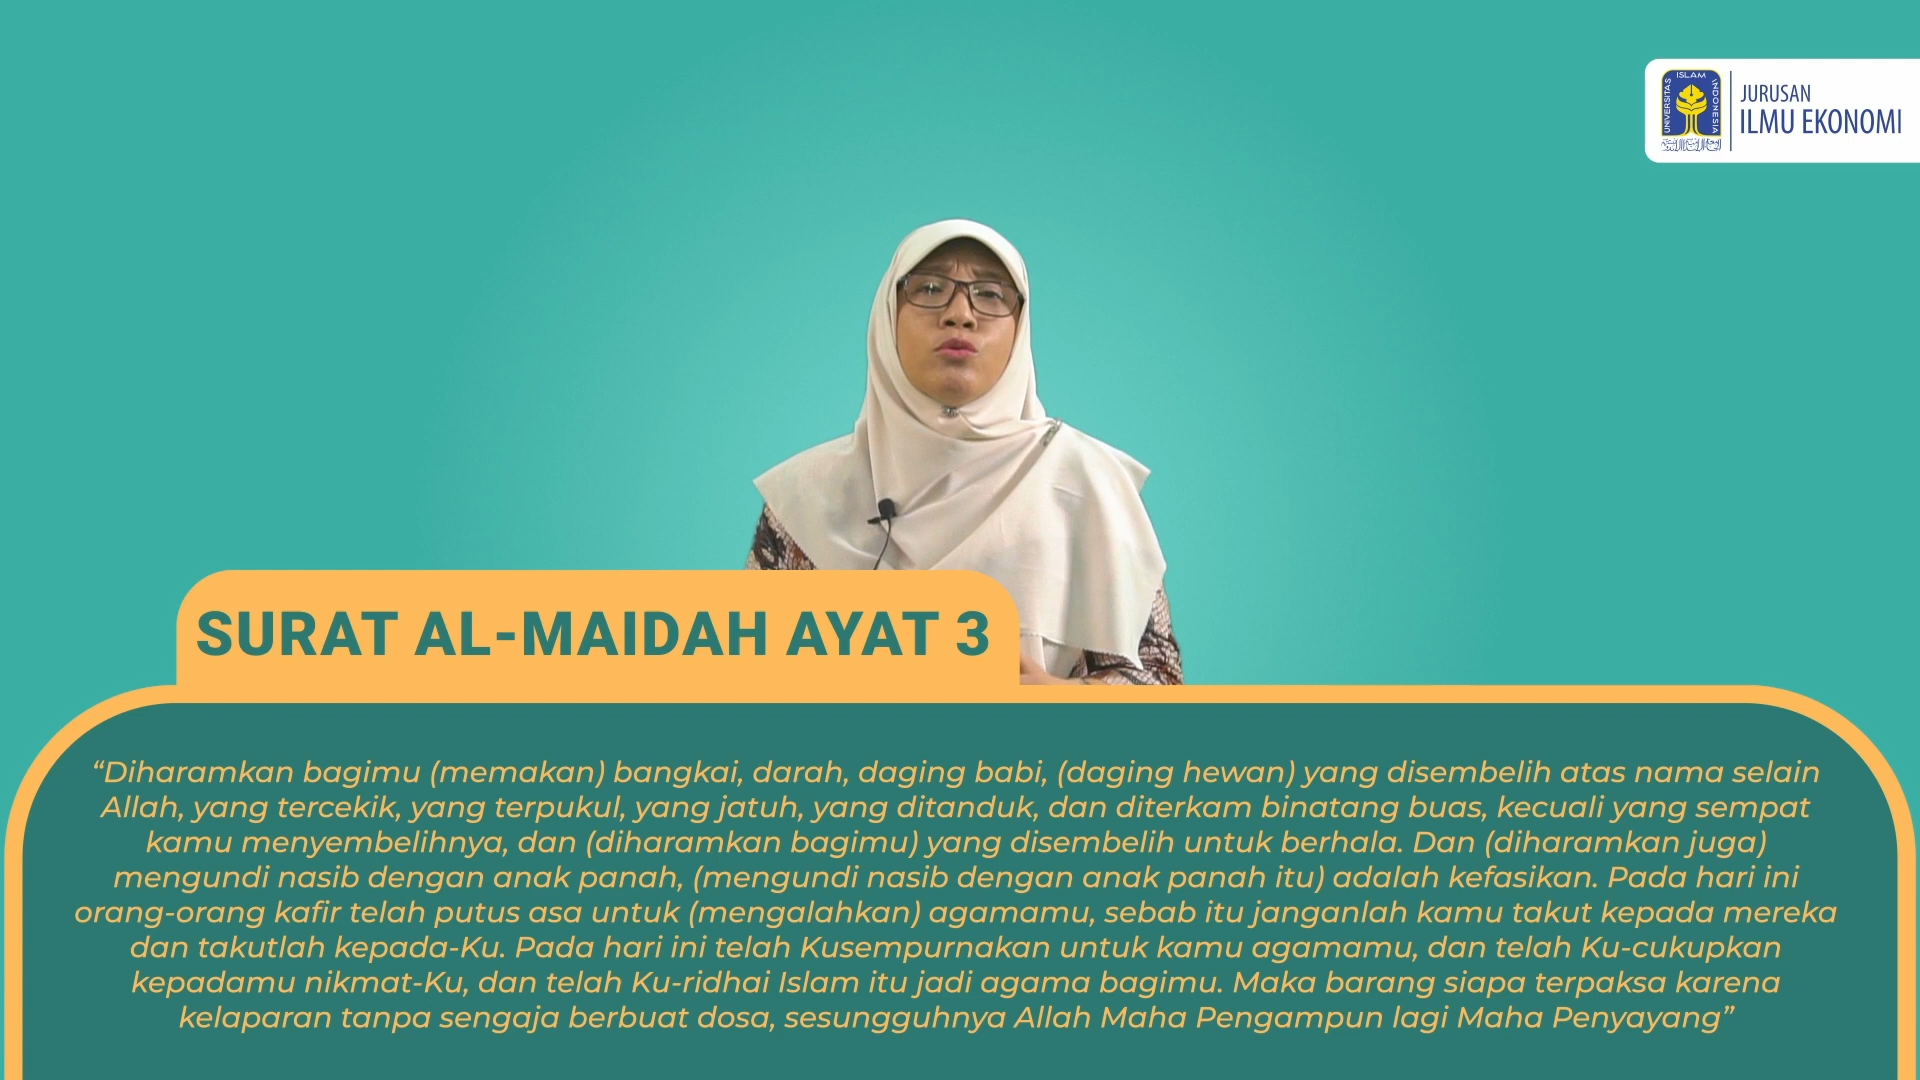 UNIVERSITAS
ISLAM
INDONESIA
JURUSAN
ILMU EKONOMI
SURAT AL-MAIDAH AYAT 3
“Diharamkan bagimu (memakan) bangkai, darah, daging babi, (daging hewan) yang disembelih atas nama selain
Allah, yang tercekik, yang terpukul, yang jatuh, yang ditanduk, dan diterkam binatang buas, kecuali yang sempat
kamu menyembelihnya, dan (diharamkan bagimu) yang disembelih untuk berhala. Dan (diharamkan juga)
mengundi nasib dengan anak panah, (mengundi nasib dengan anak panah itu) adalah kefasikan. Pada hari ini
orang-orang kafir telah putus asa untuk (mengalahkan) agamamu, sebab itu janganlah kamu takut kepada mereka
dan takutlah kepada-Ku. Pada hari ini telah Kusempurnakan untuk kamu agamamu, dan telah Ku-cukupkan
kepadamu nikmat-Ku, dan telah Ku-ridhai Islam itu jadi agama bagimu. Maka barang siapa terpaksa karena
kelaparan tanpa sengaja berbuat dosa, sesungguhnya Allah Maha Pengampun lagi Maha Penyayang”